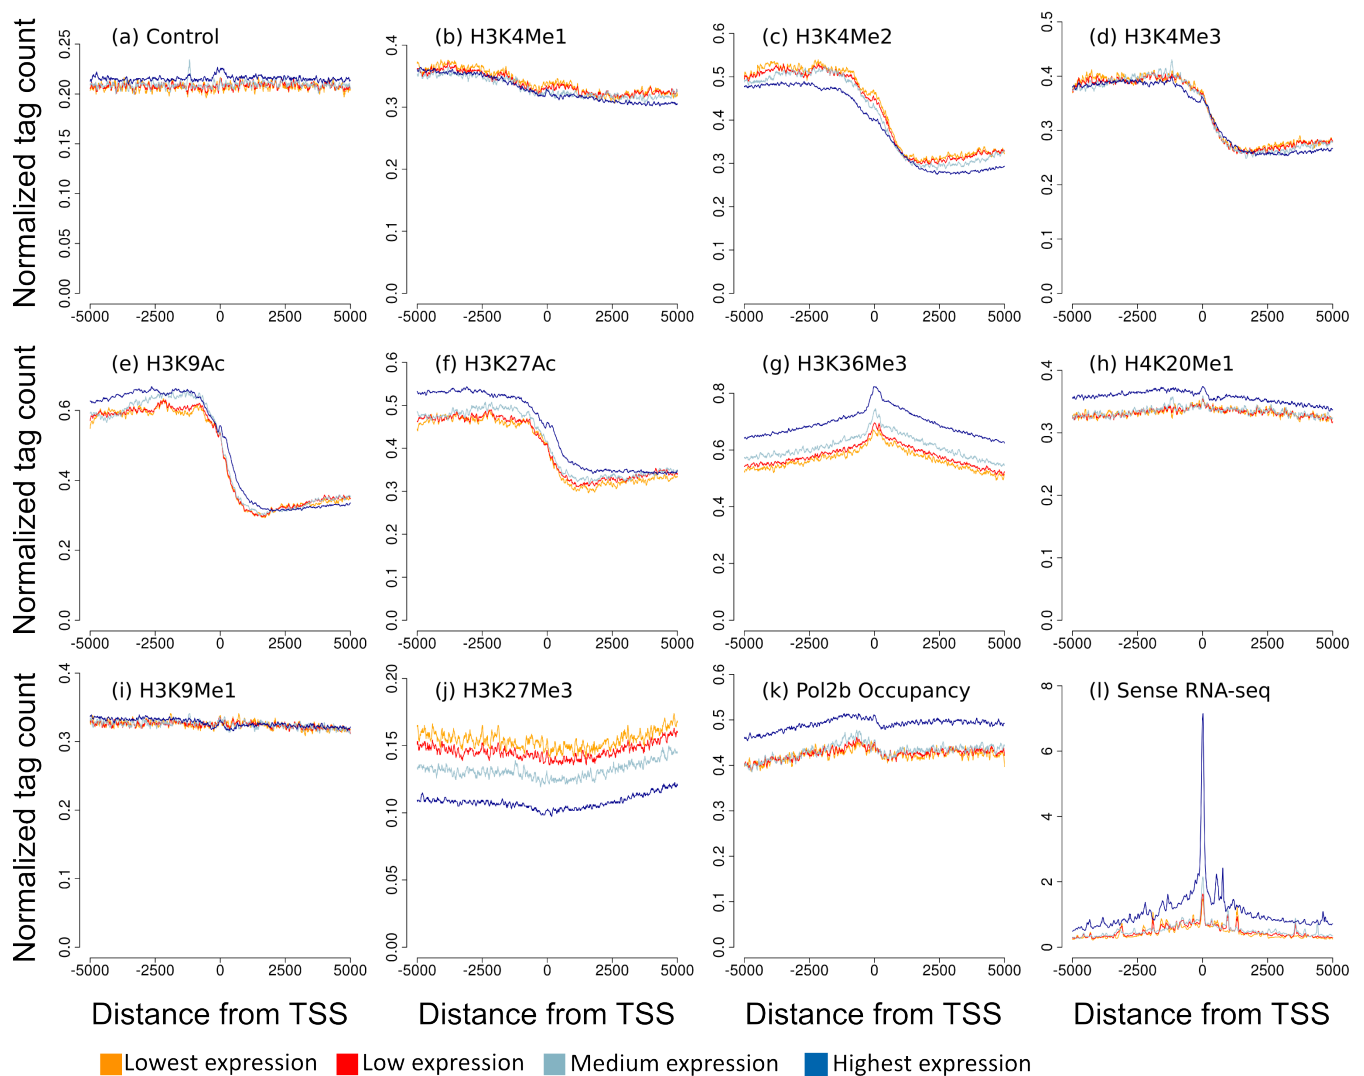 (a) Control
(b) H3K4Me1
(c) H3K4Me2
(d) H3K4Me3
Normalized tag count
0.00 0.05 0.10 0.15 0.20 0.25
0.0 0.1 0.2 0.3 0.4
0.0 0.1 0.2 0.3 0.4 0.5 0.6
0.0 0.1 0.2 0.3 0.4 0.5
-5000 -2500 0 2500 5000
-5000 -2500 0 2500 5000
-5000 -2500 0 2500 5000
-5000 -2500 0 2500 5000
(e) H3K9Ac
(f) H3K27Ac
(g) H3K36Me3
(h) H4K20Me1
Normalized tag count
0.0 0.2 0.4 0.6
0.0 0.1 0.2 0.3 0.4 0.5 0.6
0.0 0.2 0.4 0.6 0.8
0.0 0.1 0.2 0.3 0.4
-5000 -2500 0 2500 5000
-5000 -2500 0 2500 5000
-5000 -2500 0 2500 5000
-5000 -2500 0 2500 5000
(i) H3K9Me1
(j) H3K27Me3
(k) Pol2b Occupancy
(l) Sense RNA-seq
Normalized tag count
0.0 0.1 0.2 0.3 0.4
0.00 0.05 0.10 0.15 0.20
0.0 0.1 0.2 0.3 0.4 0.5 0.6
0 2 4 6 8
-5000 -2500 0 2500 5000
-5000 -2500 0 2500 5000
-5000 -2500 0 2500 5000
-5000 -2500 0 2500 5000
Distance from TSS
Distance from TSS
Distance from TSS
Distance from TSS
Lowest expression
Low expression
Medium expression
Highest expression